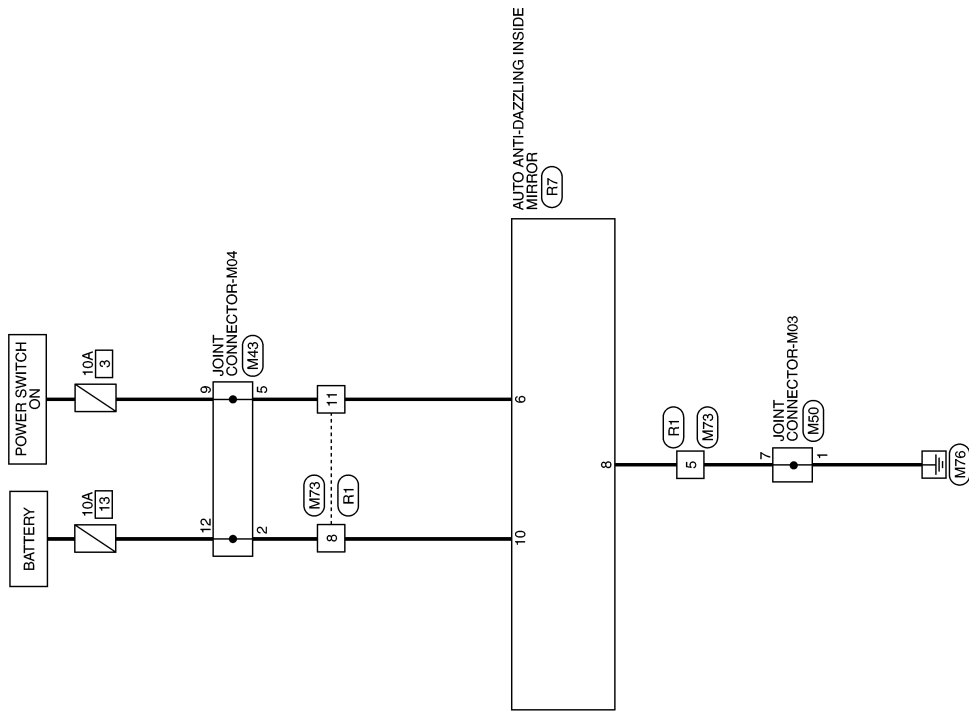 BATTERY
POWER SWITCH
ON
10A
13
10A
3
JOINT
CONNECTOR-M04
M43
12
9
2
5
M73
8
R1
11
10
6
AUTO ANTI-DAZZLING INSIDE
MIRROR
R7
8
R1
5
M73
JOINT
CONNECTOR-M03
M50
7
1
M76